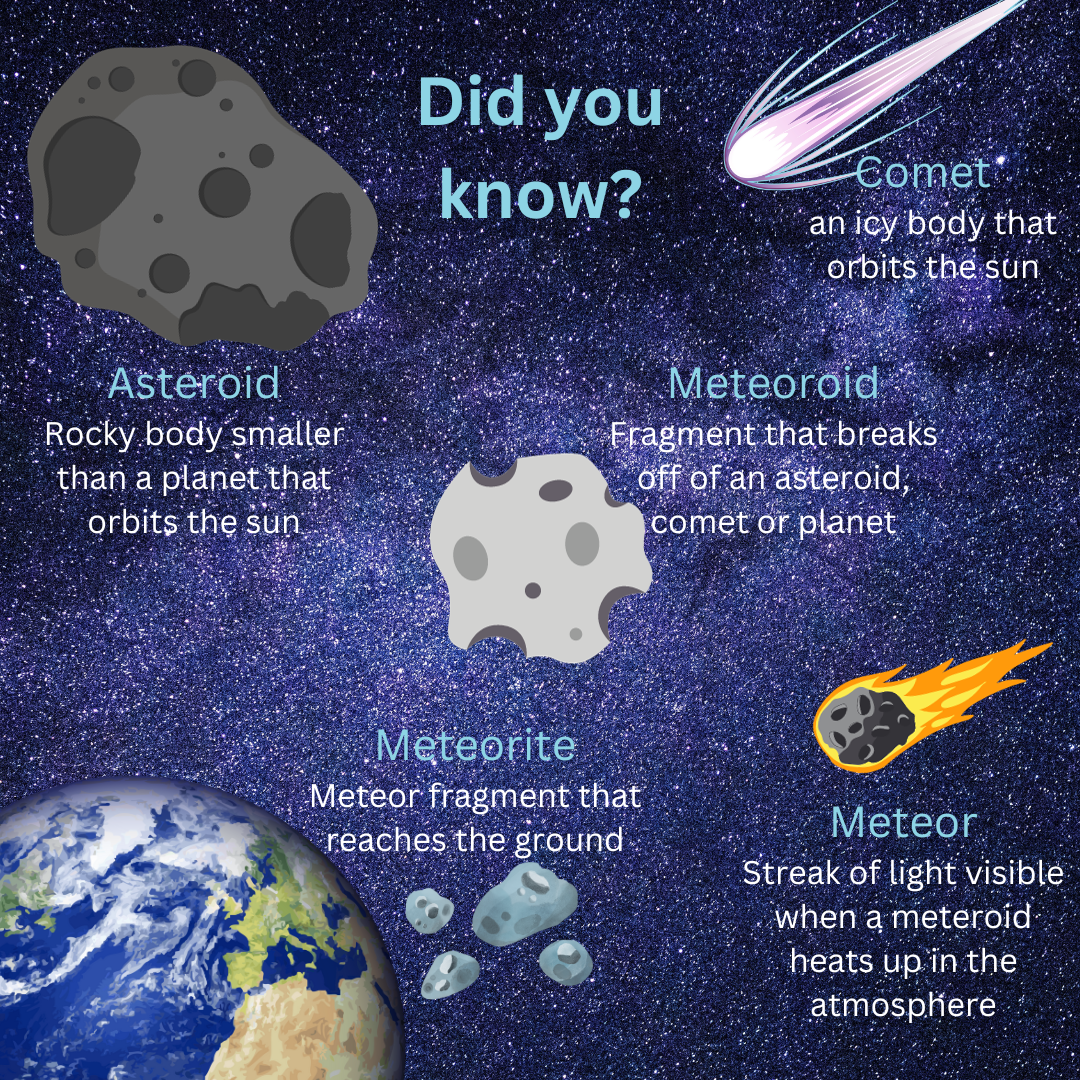 Did you
know?
Comet
an icy body that
orbits the sun
Asteroid
Rocky body smaller
than a planet that
orbits the sun
Meteoroid
Fragment that breaks
off of an asteroid,
comet or planet
Meteorite
Meteor fragment that
reaches the ground
Meteor
Streak of light visible
when a meteroid
heats up in the
atmosphere